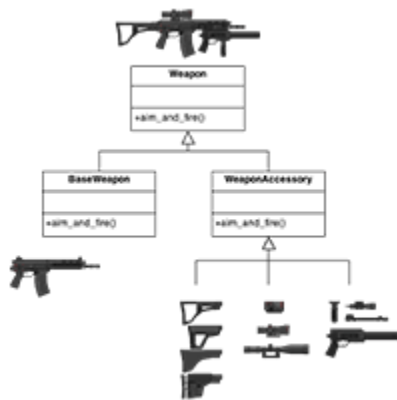 Weapon
+aim_and_fire()
BaseWeapon
WeaponAccessory
+aim_and_fire()
+aim_and_fire()